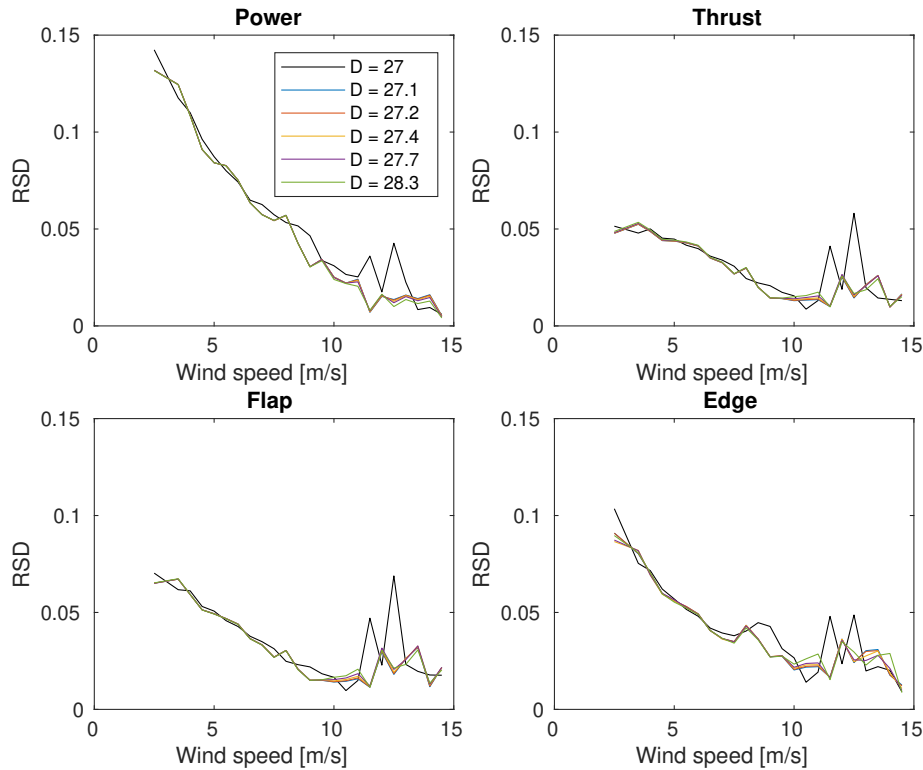 Power
0.15
0.1
0.05
0
RSD
0
5
10
15
Wind speed [m/s]
D = 27
D = 27.1
D = 27.2
D = 27.4
D = 27.7
D = 28.3
Thrust
0.15
0.1
0.05
0
RSD
0
5
10
15
Wind speed [m/s]
Flap
0.15
0.1
0.05
0
RSD
0
5
10
15
Wind speed [m/s]
Edge
0.15
0.1
0.05
0
RSD
0
5
10
15
Wind speed [m/s]